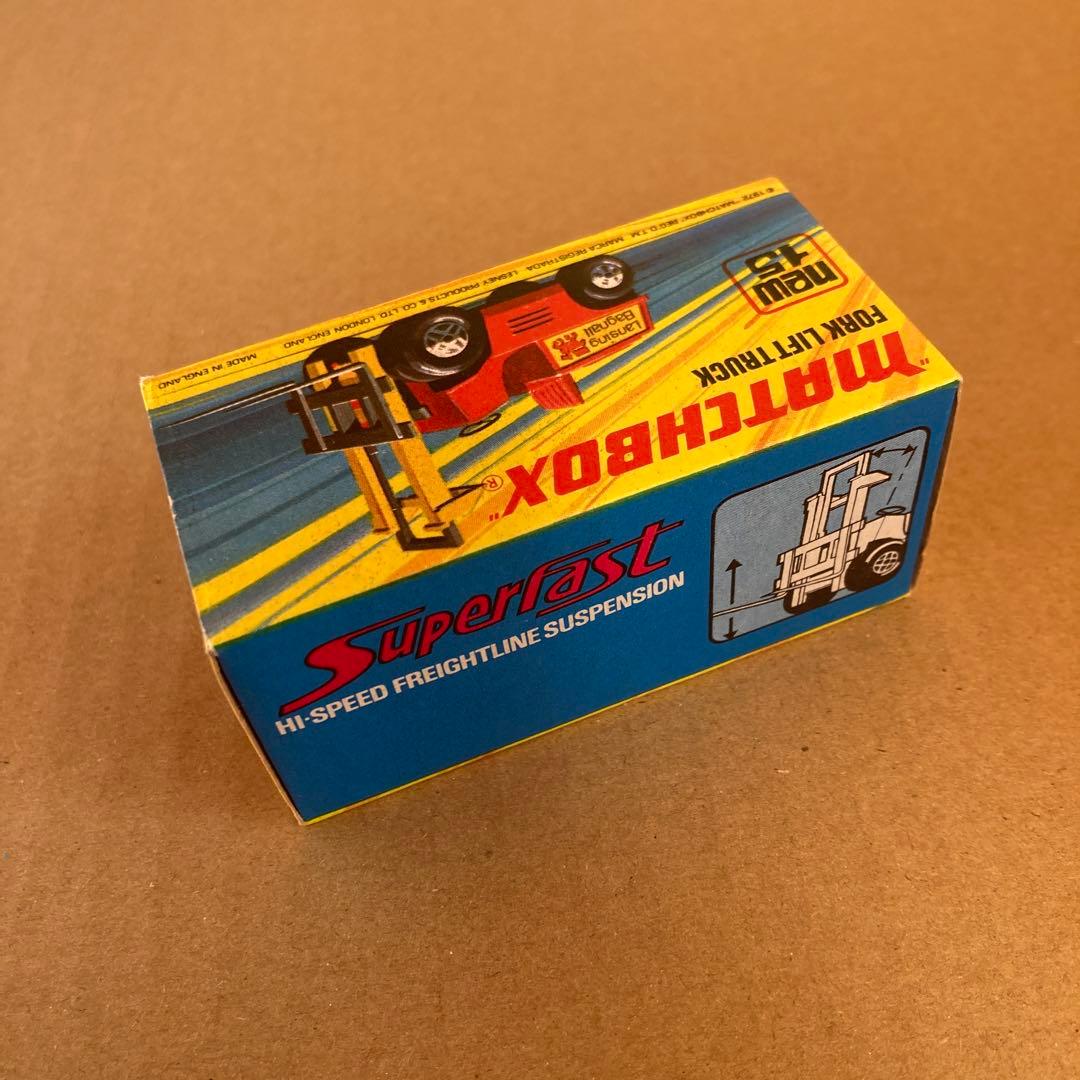 "MATCHBOX"®
FORK LIFT TRUCK
new
15
Lansing
Bagnall
© 1972 "MATCHBOX" REG'D. T.M. MARCA REGISTRADA LESNEY PRODUCTS & CO. LTD. LONDON ENGLAND MADE IN ENGLAND
Superfast
HI-SPEED FREIGHTLINE SUSPENSION